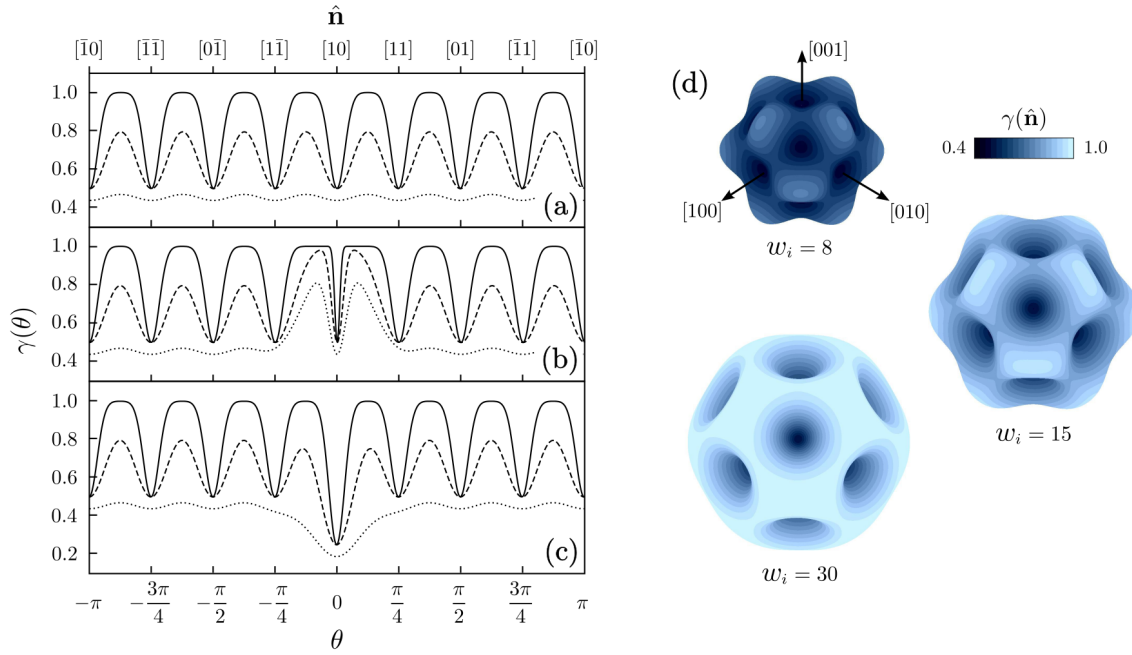 n̂
[1̄0] [1̄1̄] [01̄] [11̄] [10] [11] [01] [1̄1] [1̄0]
1.0
0.8
0.6
0.4
(a)
1.0
0.8
0.6
0.4
(b)
γ(θ)
1.0
0.8
0.6
0.4
0.2
(c)
−π −3π/4 −π/2 −π/4 0 π/4 π/2 3π/4 π
θ
(d)
[001]
[100]
[010]
w_i = 8
γ(n̂)
0.4 1.0
w_i = 15
w_i = 30